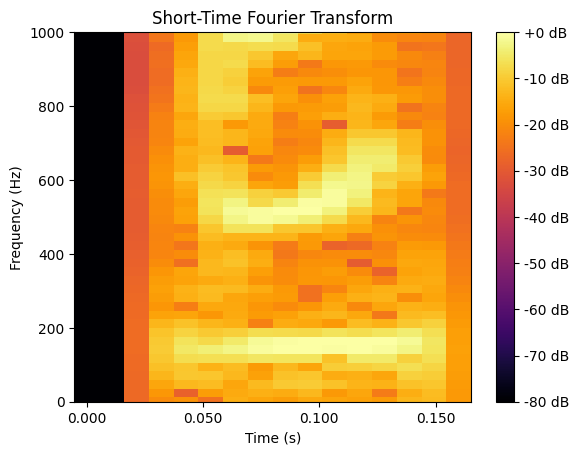 Short-Time Fourier Transform
Frequency (Hz)
1000
800
600
400
200
0
0.000
0.050
0.100
0.150
Time (s)
+0 dB
-10 dB
-20 dB
-30 dB
-40 dB
-50 dB
-60 dB
-70 dB
-80 dB